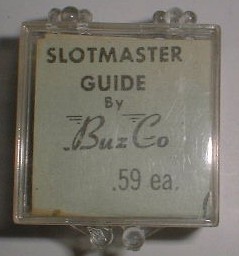 SLOTMASTER
GUIDE
By
BuzCo
.59 ea.